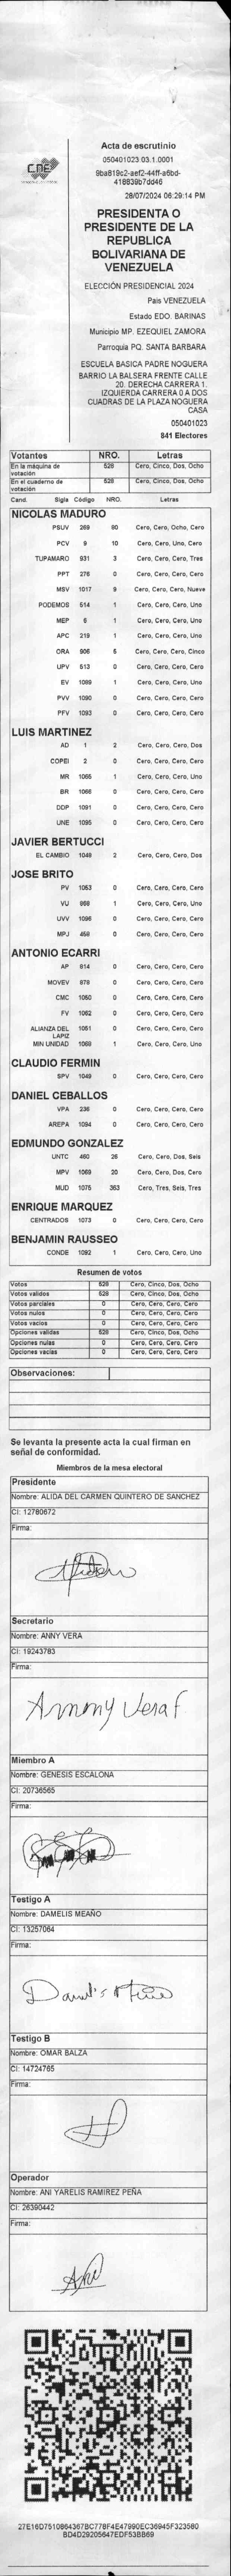 CNE
Acta de escrutinio
050401023.03.1.0001
9ba819c2-aef2-44ff-a6bd-
418839b7dd46
28/07/2024 06:29:14 PM
PRESIDENTA O
PRESIDENTE DE LA
REPUBLICA
BOLIVARIANA DE
VENEZUELA
ELECCIÓN PRESIDENCIAL 2024
Pais VENEZUELA
Estado EDO. BARINAS
Municipio MP. EZEQUIEL ZAMORA
Parroquia PQ. SANTA BARBARA
ESCUELA BASICA PADRE NOGUERA
BARRIO LA BALSERA FRENTE CALLE
20. DERECHA CARRERA 1.
IZQUIERDA CARRERA 0 A DOS
CUADRAS DE LA PLAZA NOGUERA
CASA
050401023
841 Electores
Votantes NRO. Letras
En la máquina de votación 528 Cero, Cinco, Dos, Ocho
En el cuaderno de votación 528 Cero, Cinco, Dos, Ocho
Cand. Sigla Código NRO. Letras
NICOLAS MADURO
PSUV 269 80 Cero, Cero, Ocho, Cero
PCV 9 10 Cero, Cero, Uno, Cero
TUPAMARO 931 3 Cero, Cero, Cero, Tres
PPT 276 0 Cero, Cero, Cero, Cero
MSV 1017 9 Cero, Cero, Cero, Nueve
PODEMOS 514 1 Cero, Cero, Cero, Uno
MEP 6 1 Cero, Cero, Cero, Uno
APC 219 1 Cero, Cero, Cero, Uno
ORA 906 5 Cero, Cero, Cero, Cinco
UPV 513 0 Cero, Cero, Cero, Cero
EV 1089 1 Cero, Cero, Cero, Uno
PVV 1090 0 Cero, Cero, Cero, Cero
PFV 1093 0 Cero, Cero, Cero, Cero
LUIS MARTINEZ
AD 1 2 Cero, Cero, Cero, Dos
COPEI 2 0 Cero, Cero, Cero, Cero
MR 1065 1 Cero, Cero, Cero, Uno
BR 1066 0 Cero, Cero, Cero, Cero
DDP 1091 0 Cero, Cero, Cero, Cero
UNE 1095 0 Cero, Cero, Cero, Cero
JAVIER BERTUCCI
EL CAMBIO 1048 2 Cero, Cero, Cero, Dos
JOSE BRITO
PV 1053 0 Cero, Cero, Cero, Cero
VU 868 1 Cero, Cero, Cero, Uno
UVV 1096 0 Cero, Cero, Cero, Cero
MPJ 458 0 Cero, Cero, Cero, Cero
ANTONIO ECARRI
AP 814 0 Cero, Cero, Cero, Cero
MOVEV 878 0 Cero, Cero, Cero, Cero
CMC 1050 0 Cero, Cero, Cero, Cero
FV 1062 0 Cero, Cero, Cero, Cero
ALIANZA DEL LAPIZ 1051 0 Cero, Cero, Cero, Cero
MIN UNIDAD 1068 1 Cero, Cero, Cero, Uno
CLAUDIO FERMIN
SPV 1049 0 Cero, Cero, Cero, Cero
DANIEL CEBALLOS
VPA 236 0 Cero, Cero, Cero, Cero
AREPA 1094 0 Cero, Cero, Cero, Cero
EDMUNDO GONZALEZ
UNTC 460 26 Cero, Cero, Dos, Seis
MPV 1069 20 Cero, Cero, Dos, Cero
MUD 1075 363 Cero, Tres, Seis, Tres
ENRIQUE MARQUEZ
CENTRADOS 1073 0 Cero, Cero, Cero, Cero
BENJAMIN RAUSSEO
CONDE 1092 1 Cero, Cero, Cero, Uno
Resumen de votos
Votos 528 Cero, Cinco, Dos, Ocho
Votos validos 528 Cero, Cinco, Dos, Ocho
Votos parciales 0 Cero, Cero, Cero, Cero
Votos nulos 0 Cero, Cero, Cero, Cero
Votos vacios 0 Cero, Cero, Cero, Cero
Opciones validas 528 Cero, Cinco, Dos, Ocho
Opciones nulas 0 Cero, Cero, Cero, Cero
Opciones vacias 0 Cero, Cero, Cero, Cero
Observaciones:
Se levanta la presente acta la cual firman en
señal de conformidad.
Miembros de la mesa electoral
Presidente
Nombre: ALIDA DEL CARMEN QUINTERO DE SANCHEZ
CI: 12780672
Firma:
Secretario
Nombre: ANNY VERA
CI: 19243783
Firma:
Annny Vera f
Miembro A
Nombre: GENESIS ESCALONA
CI: 20736565
Firma:
Testigo A
Nombre: DAMELIS MEAÑO
CI: 13257064
Firma:
Testigo B
Nombre: OMAR BALZA
CI: 14724765
Firma:
Operador
Nombre: ANI YARELIS RAMIREZ PEÑA
CI: 26390442
Firma:
27E16D7510864367BC77BF4E47990EC36945F323580
BD4D29205647EDF53BB69